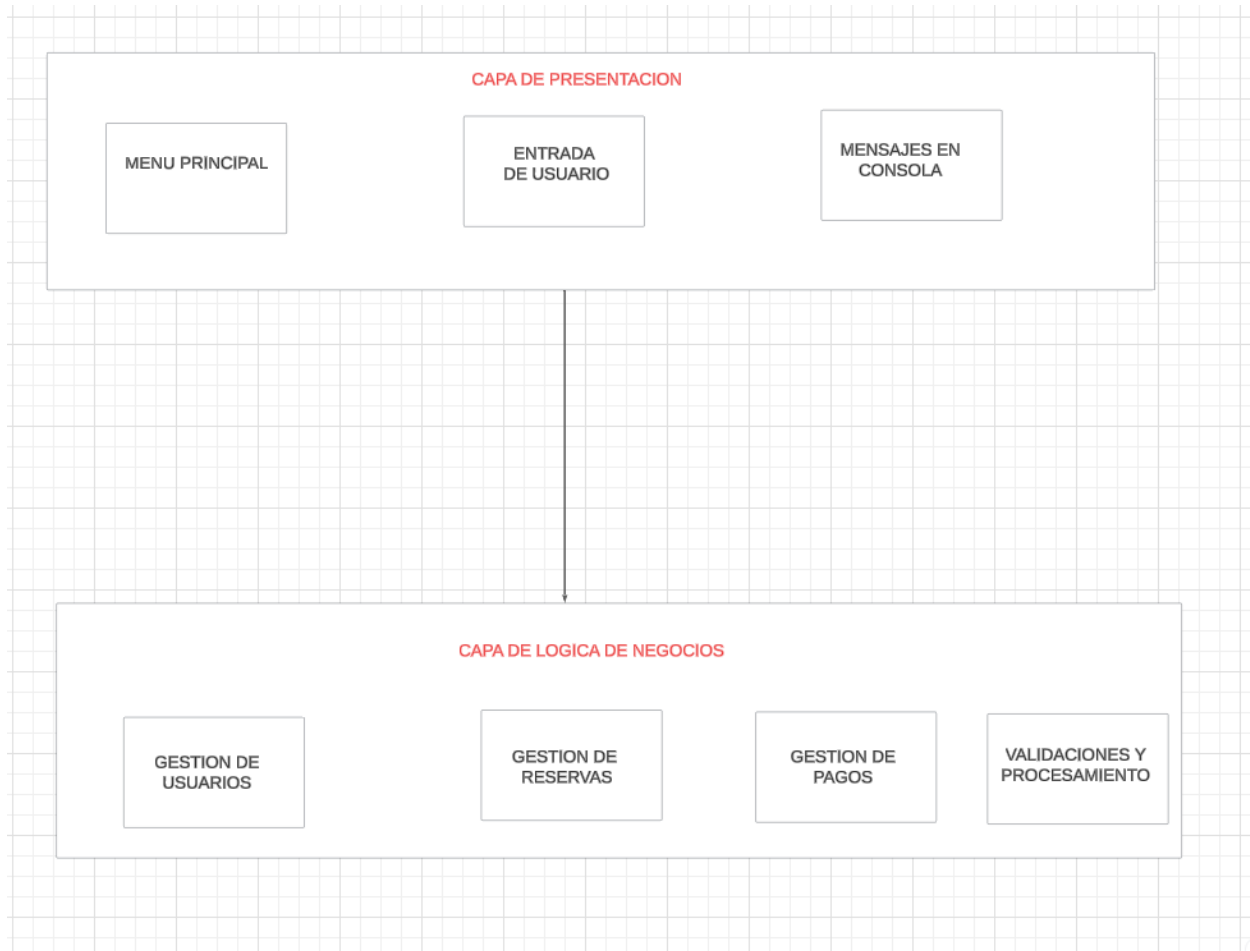 CAPA DE PRESENTACION
MENU PRINCIPAL
ENTRADA
DE USUARIO
MENSAJES EN
CONSOLA
CAPA DE LOGICA DE NEGOCIOS
GESTION DE
USUARIOS
GESTION DE
RESERVAS
GESTION DE
PAGOS
VALIDACIONES Y
PROCESAMIENTO